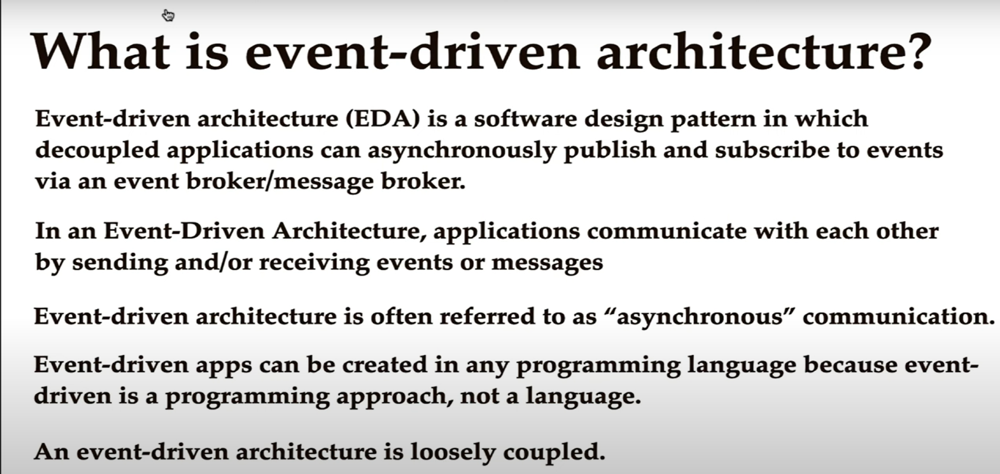 What is event-driven architecture?
Event-driven architecture (EDA) is a software design pattern in which
decoupled applications can asynchronously publish and subscribe to events
via an event broker/message broker.
In an Event-Driven Architecture, applications communicate with each other
by sending and/or receiving events or messages
Event-driven architecture is often referred to as “asynchronous” communication.
Event-driven apps can be created in any programming language because event-
driven is a programming approach, not a language.
An event-driven architecture is loosely coupled.